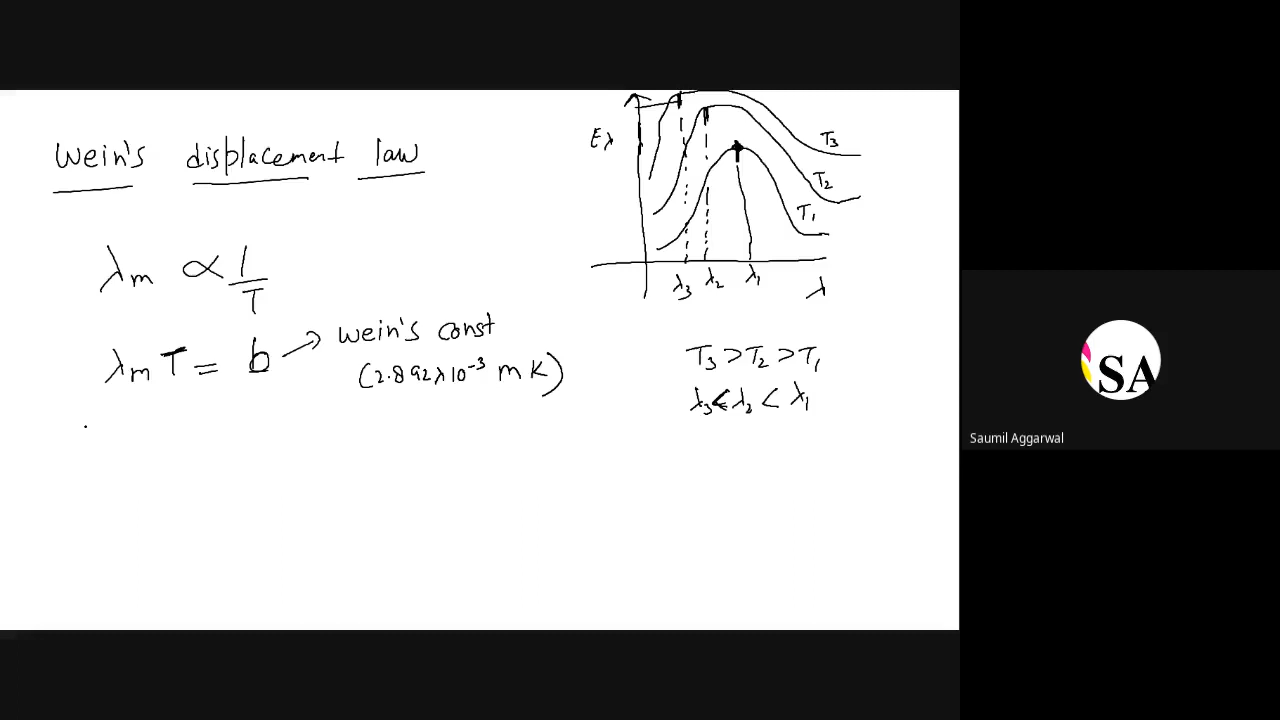 Wein's displacement law
λm ∝ 1/T
λm T = b → Wein's const
(2.892 λ 10⁻³ m K)
Eλ
T₃
T₂
T₁
λ₃ λ₂ λ₁ λ
T₃ > T₂ > T₁
λ₃ < λ₂ < λ₁
SA
Saumil Aggarwal